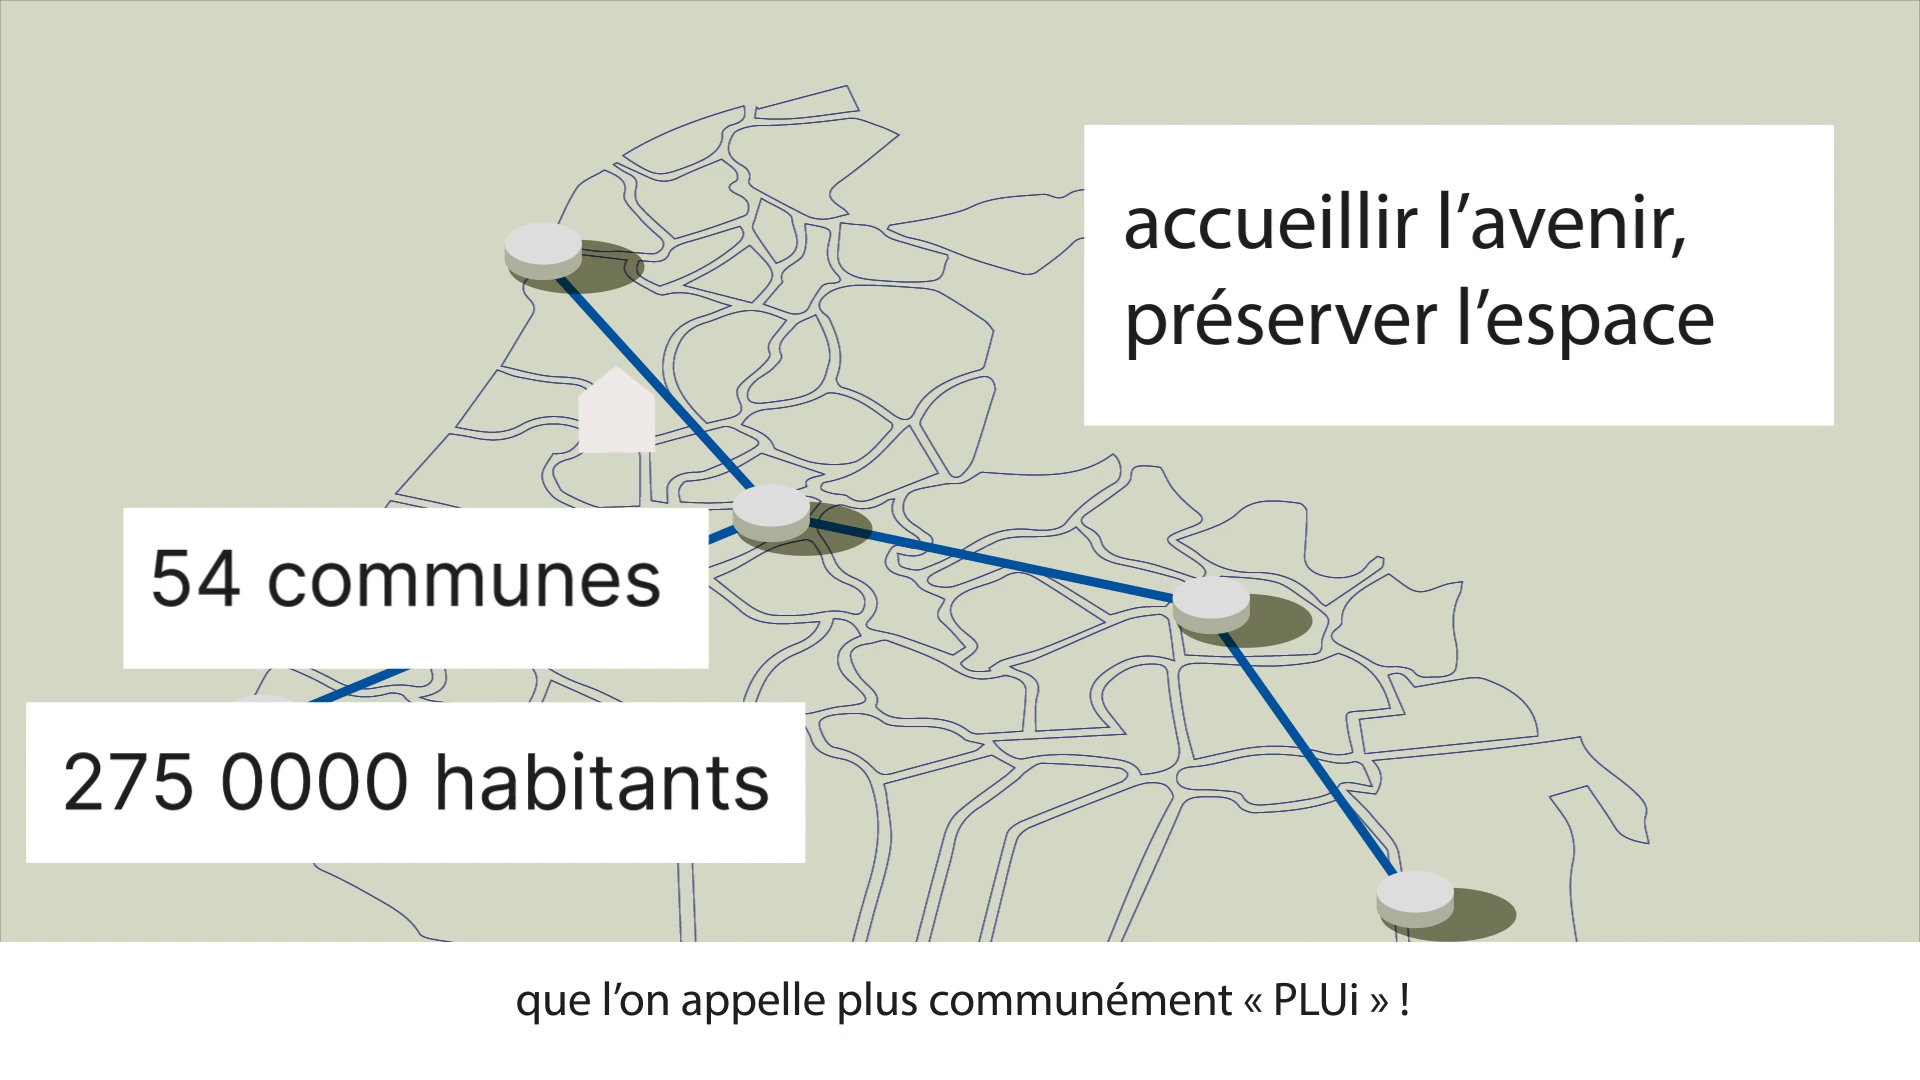 accueillir l’avenir,
préserver l’espace
54 communes
275 0000 habitants
que l’on appelle plus communément « PLUi » !